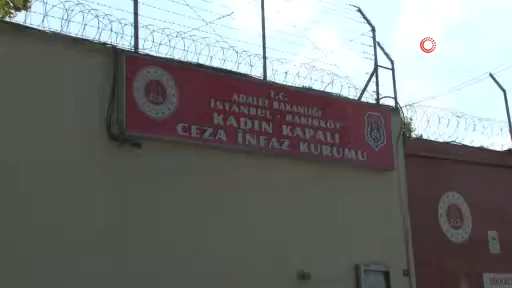 T.C.
ADALET BAKANLIĞI
İSTANBUL - BAKIRKÖY
KADIN KAPALI
CEZA İNFAZ KURUMU